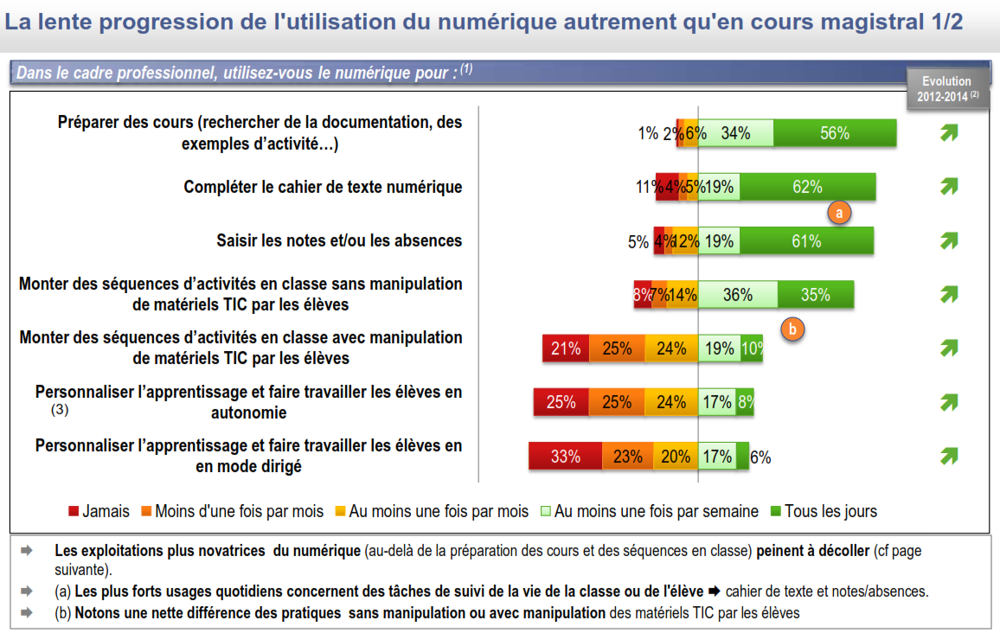 La lente progression de l'utilisation du numérique autrement qu'en cours magistral 1/2
Dans le cadre professionnel, utilisez-vous le numérique pour : (1)
Evolution
2012-2014 (2)
Préparer des cours (rechercher de la documentation, des
exemples d'activité…)
1% 2% 6% 34% 56%
Compléter le cahier de texte numérique
11% 4% 5% 19% 62%
a
Saisir les notes et/ou les absences
5% 4% 12% 19% 61%
Monter des séquences d'activités en classe sans manipulation
de matériels TIC par les élèves
8% 7% 14% 36% 35%
b
Monter des séquences d'activités en classe avec manipulation
de matériels TIC par les élèves
21% 25% 24% 19% 10%
Personnaliser l'apprentissage et faire travailler les élèves en
(3) autonomie
25% 25% 24% 17% 8%
Personnaliser l'apprentissage et faire travailler les élèves en
en mode dirigé
33% 23% 20% 17% 6%
Jamais Moins d'une fois par mois Au moins une fois par mois Au moins une fois par semaine Tous les jours
Les exploitations plus novatrices du numérique (au-delà de la préparation des cours et des séquences en classe) peinent à décoller (cf page
suivante).
(a) Les plus forts usages quotidiens concernent des tâches de suivi de la vie de la classe ou de l'élève ➨ cahier de texte et notes/absences.
(b) Notons une nette différence des pratiques sans manipulation ou avec manipulation des matériels TIC par les élèves